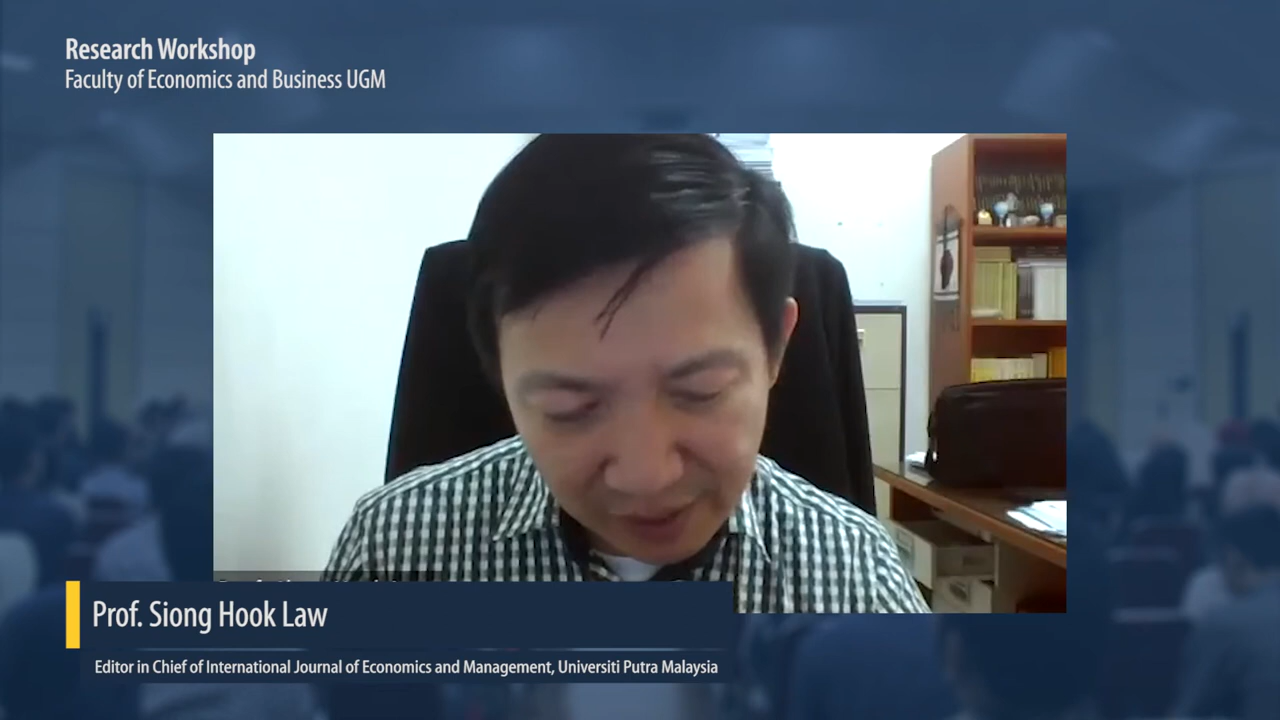 Research Workshop
Faculty of Economics and Business UGM
Prof. Siong Hook Law
Editor in Chief of International Journal of Economics and Management, Universiti Putra Malaysia